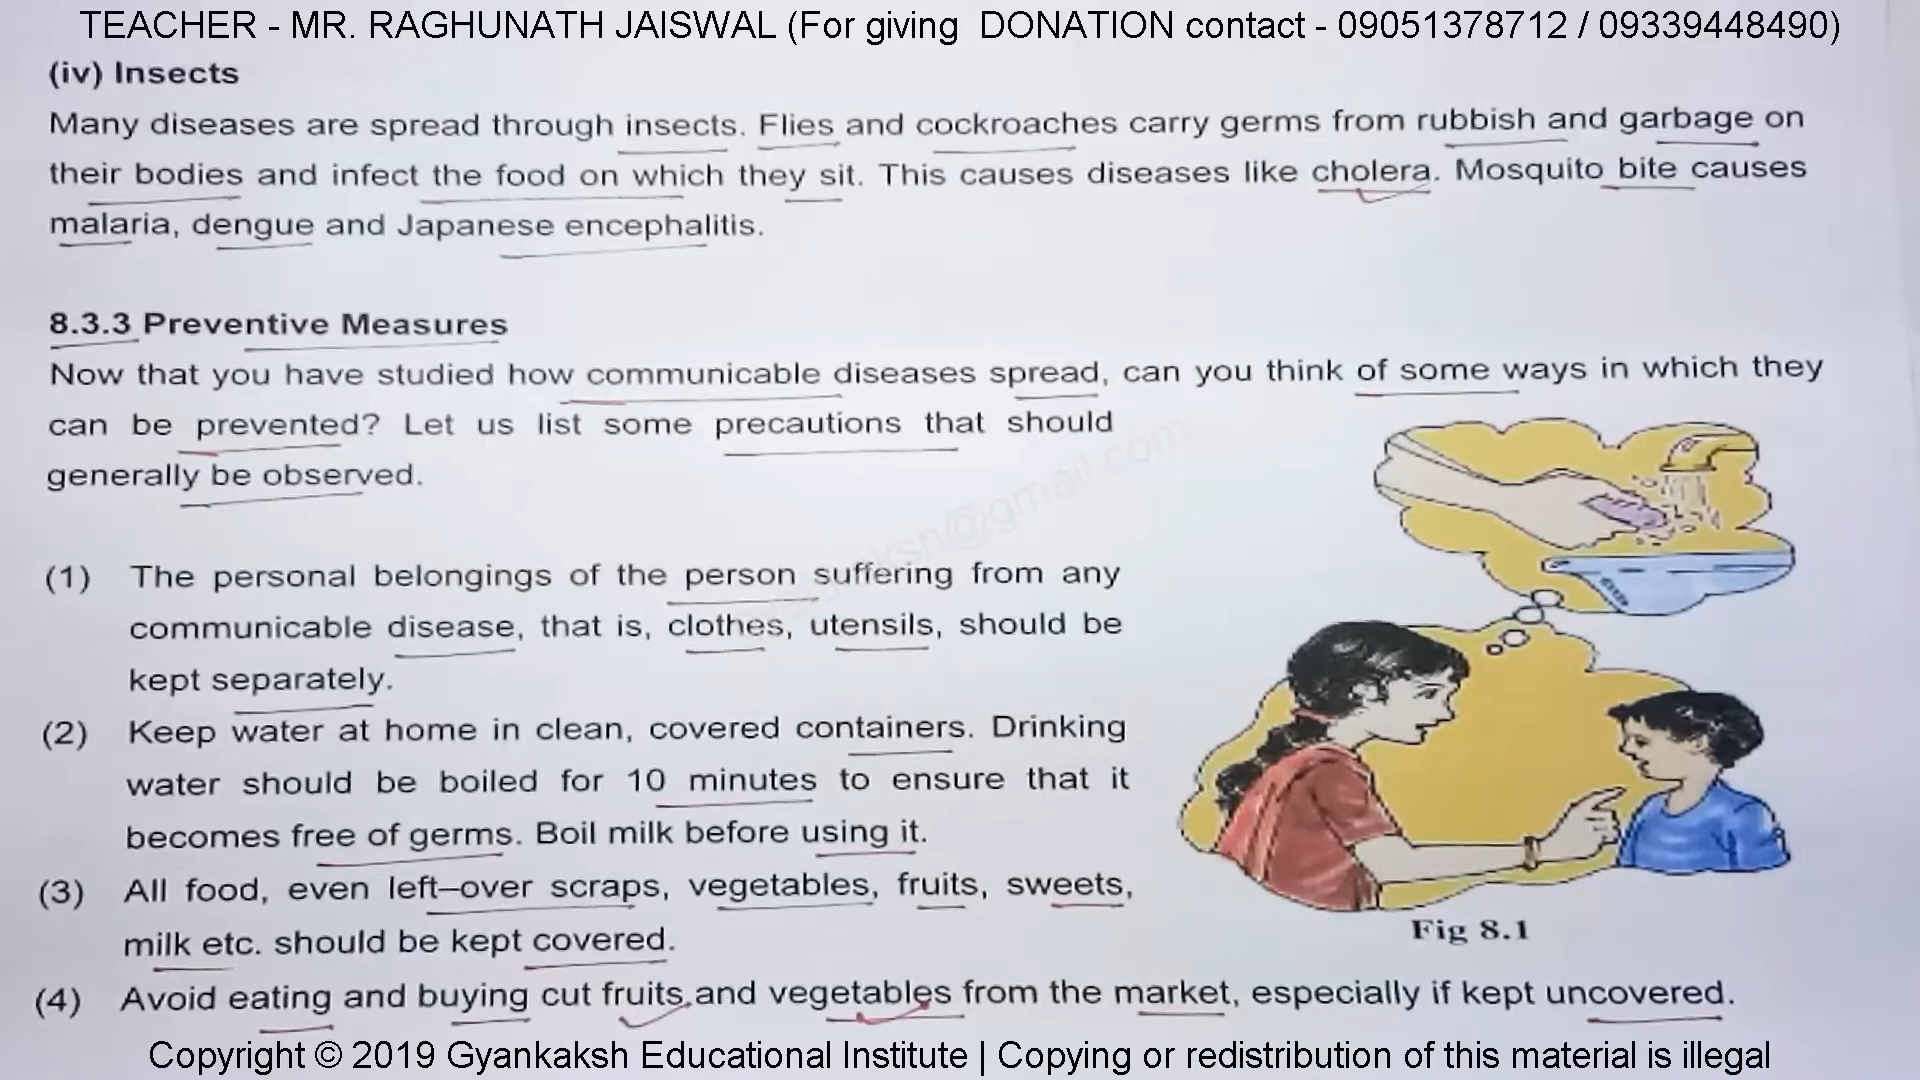 TEACHER - MR. RAGHUNATH JAISWAL (For giving  DONATION contact - 09051378712 / 09339448490)
(iv) Insects
Many diseases are spread through insects. Flies and cockroaches carry germs from rubbish and garbage on
their bodies and infect the food on which they sit. This causes diseases like cholera. Mosquito bite causes
malaria, dengue and Japanese encephalitis.
8.3.3 Preventive Measures
Now that you have studied how communicable diseases spread, can you think of some ways in which they
can be prevented? Let us list some precautions that should
generally be observed.
(1) The personal belongings of the person suffering from any
communicable disease, that is, clothes, utensils, should be
kept separately.
(2) Keep water at home in clean, covered containers. Drinking
water should be boiled for 10 minutes to ensure that it
becomes free of germs. Boil milk before using it.
(3) All food, even left–over scraps, vegetables, fruits, sweets,
milk etc. should be kept covered.
Fig 8.1
(4) Avoid eating and buying cut fruits and vegetables from the market, especially if kept uncovered.
Copyright © 2019 Gyankaksh Educational Institute | Copying or redistribution of this material is illegal